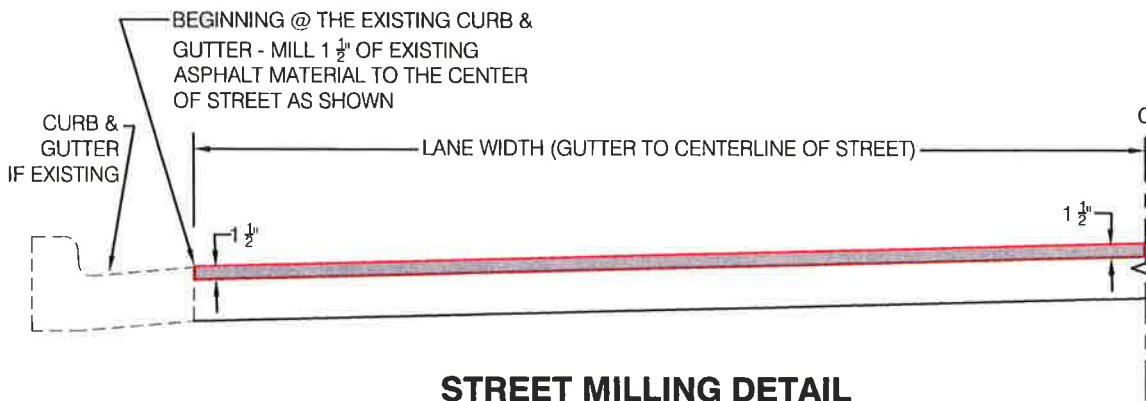 BEGINNING @ THE EXISTING CURB &
GUTTER - MILL 1 1/2" OF EXISTING
ASPHALT MATERIAL TO THE CENTER
OF STREET AS SHOWN
CURB &
GUTTER
IF EXISTING
LANE WIDTH (GUTTER TO CENTERLINE OF STREET)
1 1/2"
1 1/2"
STREET MILLING DETAIL